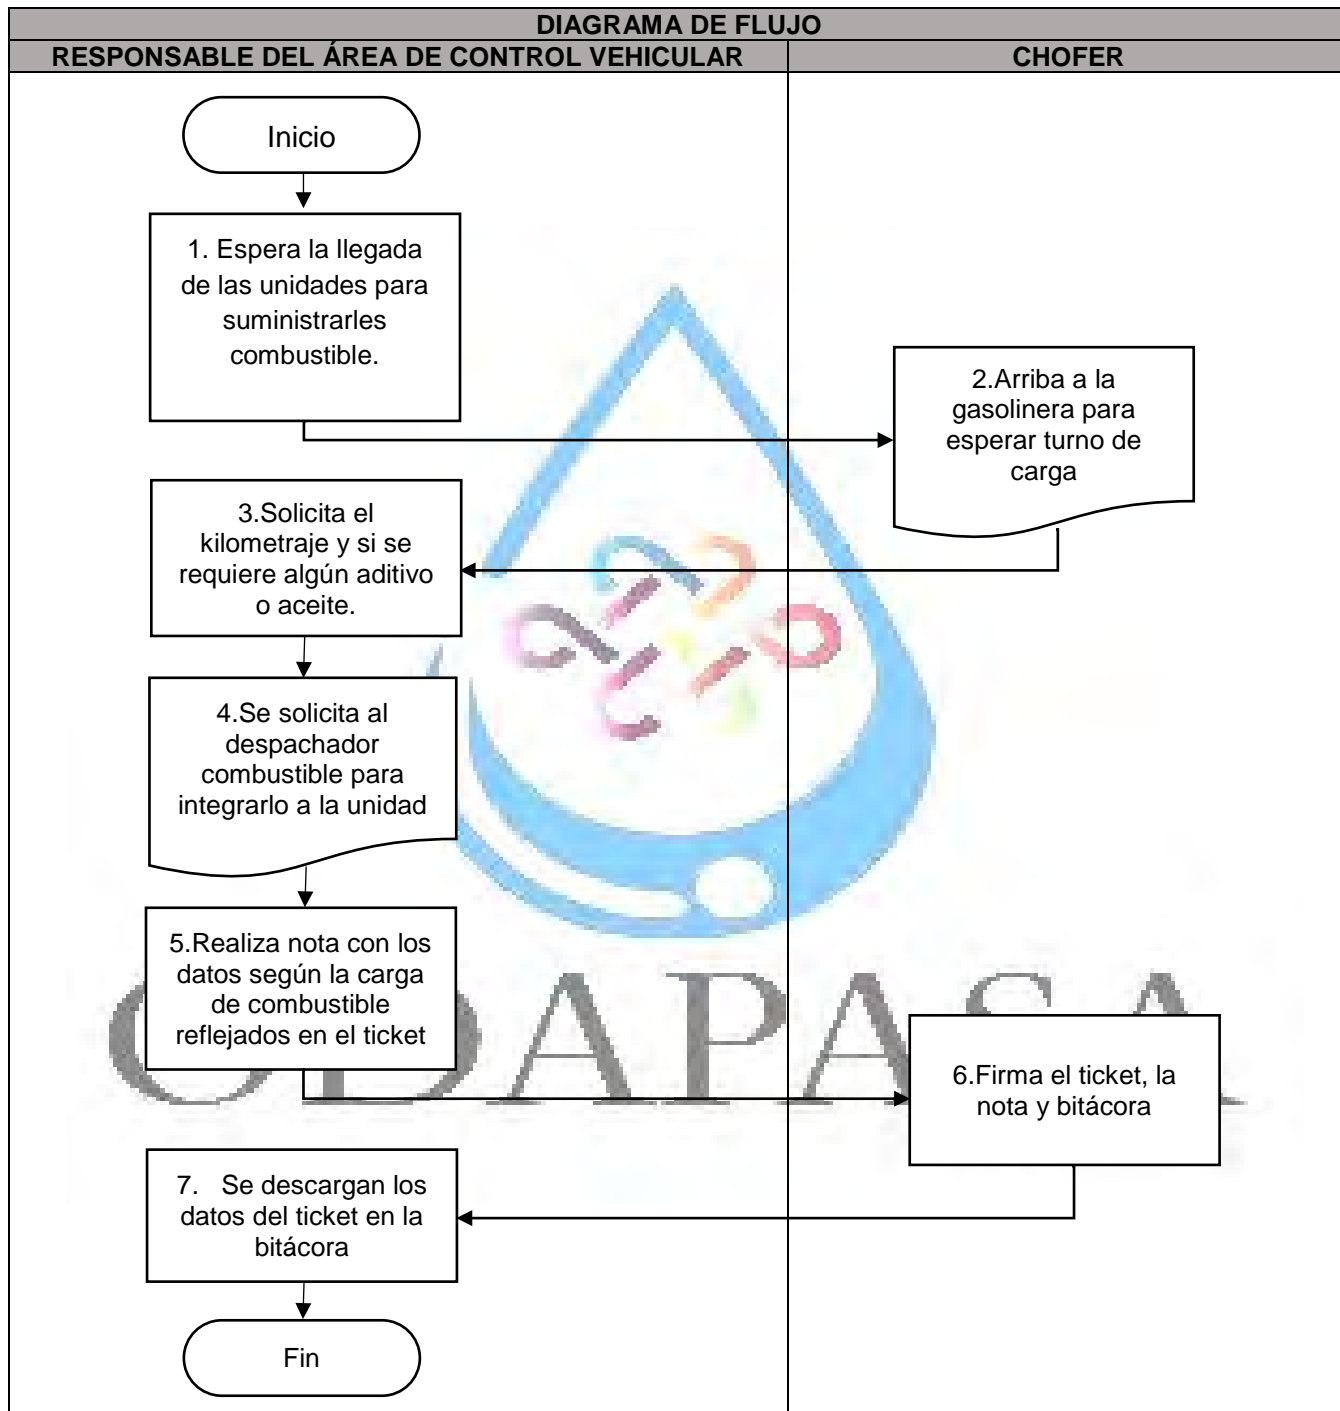 DIAGRAMA DE FLUJO
RESPONSABLE DEL ÁREA DE CONTROL VEHICULAR
CHOFER
Inicio
1. Espera la llegada
de las unidades para
suministrarles
combustible.
2.Arriba a la
gasolinera para
esperar turno de
carga
3.Solicita el
kilometraje y si se
requiere algún aditivo
o aceite.
4.Se solicita al
despachador
combustible para
integrarlo a la unidad
5.Realiza nota con los
datos según la carga
de combustible
reflejados en el ticket
6.Firma el ticket, la
nota y bitácora
7. Se descargan los
datos del ticket en la
bitácora
Fin
ODAPASA